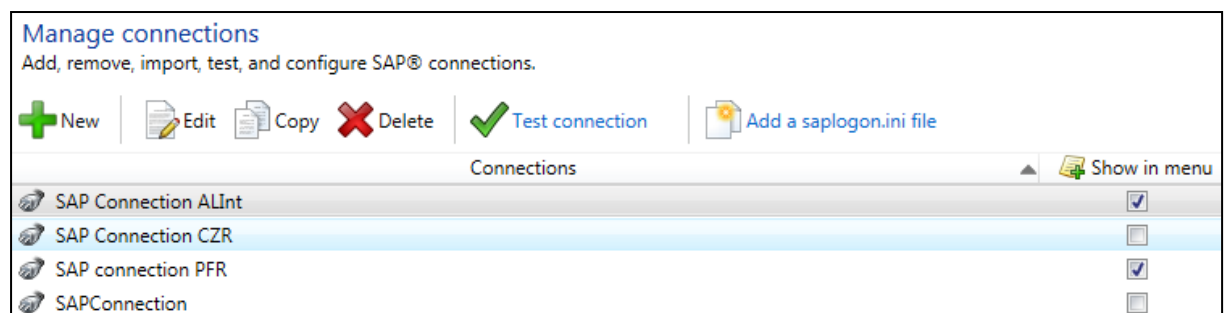 Manage connections
Add, remove, import, test, and configure SAP® connections.
New Edit Copy Delete Test connection Add a saplogon.ini file
Connections Show in menu
SAP Connection ALInt
SAP Connection CZR
SAP connection PFR
SAPConnection